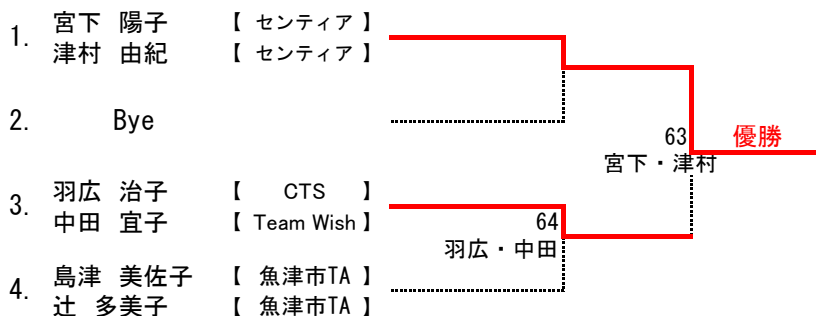 1. 宮下 陽子 【 センティア 】
津村 由紀 【 センティア 】
2. Bye
63 優勝
宮下・津村
3. 羽広 治子 【 CTS 】
中田 宜子 【 Team Wish 】
64
羽広・中田
4. 島津 美佐子 【 魚津市TA 】
辻 多美子 【 魚津市TA 】